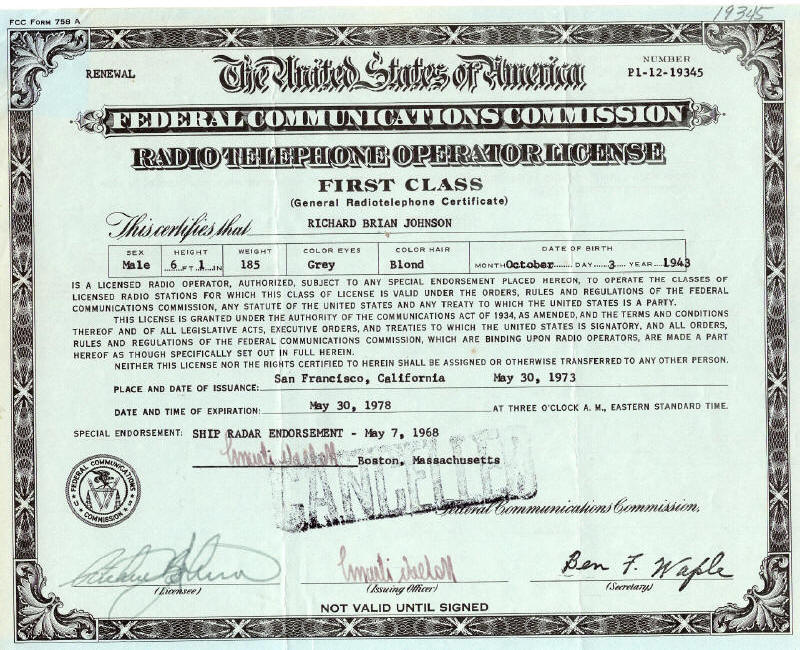 FCC FORM 758 A
19345
RENEWAL
The United States of America
NUMBER
P1-12-19345
FEDERAL COMMUNICATIONS COMMISSION
RADIO TELEPHONE OPERATOR LICENSE
FIRST CLASS
(General Radiotelephone Certificate)
This certifies that RICHARD BRIAN JOHNSON
SEX HEIGHT WEIGHT COLOR EYES COLOR HAIR DATE OF BIRTH
Male 6 FT 1 IN 185 Grey Blond MONTH October DAY 3 YEAR 1943
IS A LICENSED RADIO OPERATOR, AUTHORIZED, SUBJECT TO ANY SPECIAL ENDORSEMENT PLACED HEREON, TO OPERATE THE CLASSES OF
LICENSED RADIO STATIONS FOR WHICH THIS CLASS OF LICENSE IS VALID UNDER THE ORDERS, RULES AND REGULATIONS OF THE FEDERAL
COMMUNICATIONS COMMISSION, ANY STATUTE OF THE UNITED STATES AND ANY TREATY TO WHICH THE UNITED STATES IS A PARTY.
THIS LICENSE IS GRANTED UNDER THE AUTHORITY OF THE COMMUNICATIONS ACT OF 1934, AS AMENDED, AND THE TERMS AND CONDITIONS
THEREOF AND OF ALL LEGISLATIVE ACTS, EXECUTIVE ORDERS, AND TREATIES TO WHICH THE UNITED STATES IS SIGNATORY, AND ALL ORDERS,
RULES AND REGULATIONS OF THE FEDERAL COMMUNICATIONS COMMISSION, WHICH ARE BINDING UPON RADIO OPERATORS, ARE MADE A PART
HEREOF AS THOUGH SPECIFICALLY SET OUT IN FULL HEREIN.
NEITHER THIS LICENSE NOR THE RIGHTS CERTIFIED TO HEREIN SHALL BE ASSIGNED OR OTHERWISE TRANSFERRED TO ANY OTHER PERSON.
PLACE AND DATE OF ISSUANCE: San Francisco, California May 30, 1973
DATE AND TIME OF EXPIRATION: May 30, 1978 AT THREE O'CLOCK A. M., EASTERN STANDARD TIME.
SPECIAL ENDORSEMENT: SHIP RADAR ENDORSEMENT - May 7, 1968
Boston, Massachusetts
CANCELLED
FEDERAL COMMUNICATIONS COMMISSION
Federal Communications Commission,
Ben F. Waple
(Licensee) (Issuing Officer) (Secretary)
NOT VALID UNTIL SIGNED